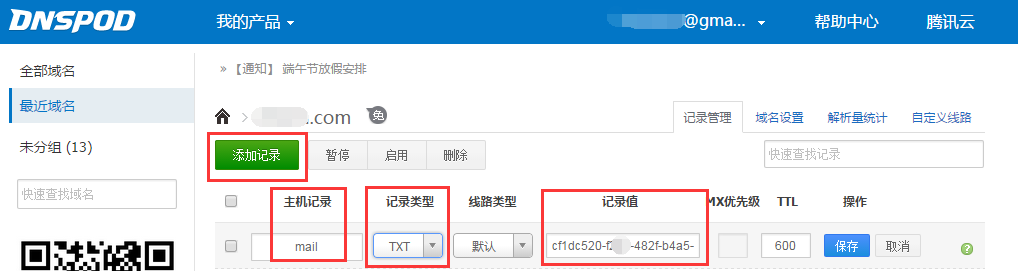 DNSPOD 我的产品 @gma... 帮助中心 腾讯云
全部域名
» 【通知】 端午节放假安排
最近域名
.com 免
记录管理 域名设置 解析量统计 自定义线路
未分组 (13)
添加记录 暂停 启用 删除 快速查找记录
快速查找域名
主机记录 记录类型 线路类型 记录值 MX优先级 TTL 操作
mail TXT 默认 cf1dc520-f -482f-b4a5- 600 保存 取消 ?